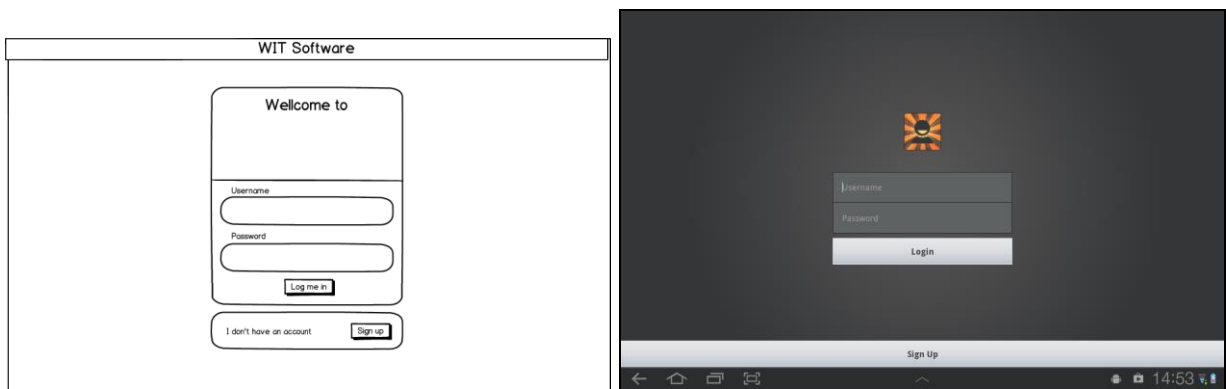 WIT Software
Wellcome to
Username
Password
Log me in
I don't have an account
Sign up
Username
Password
Login
Sign Up
14:53